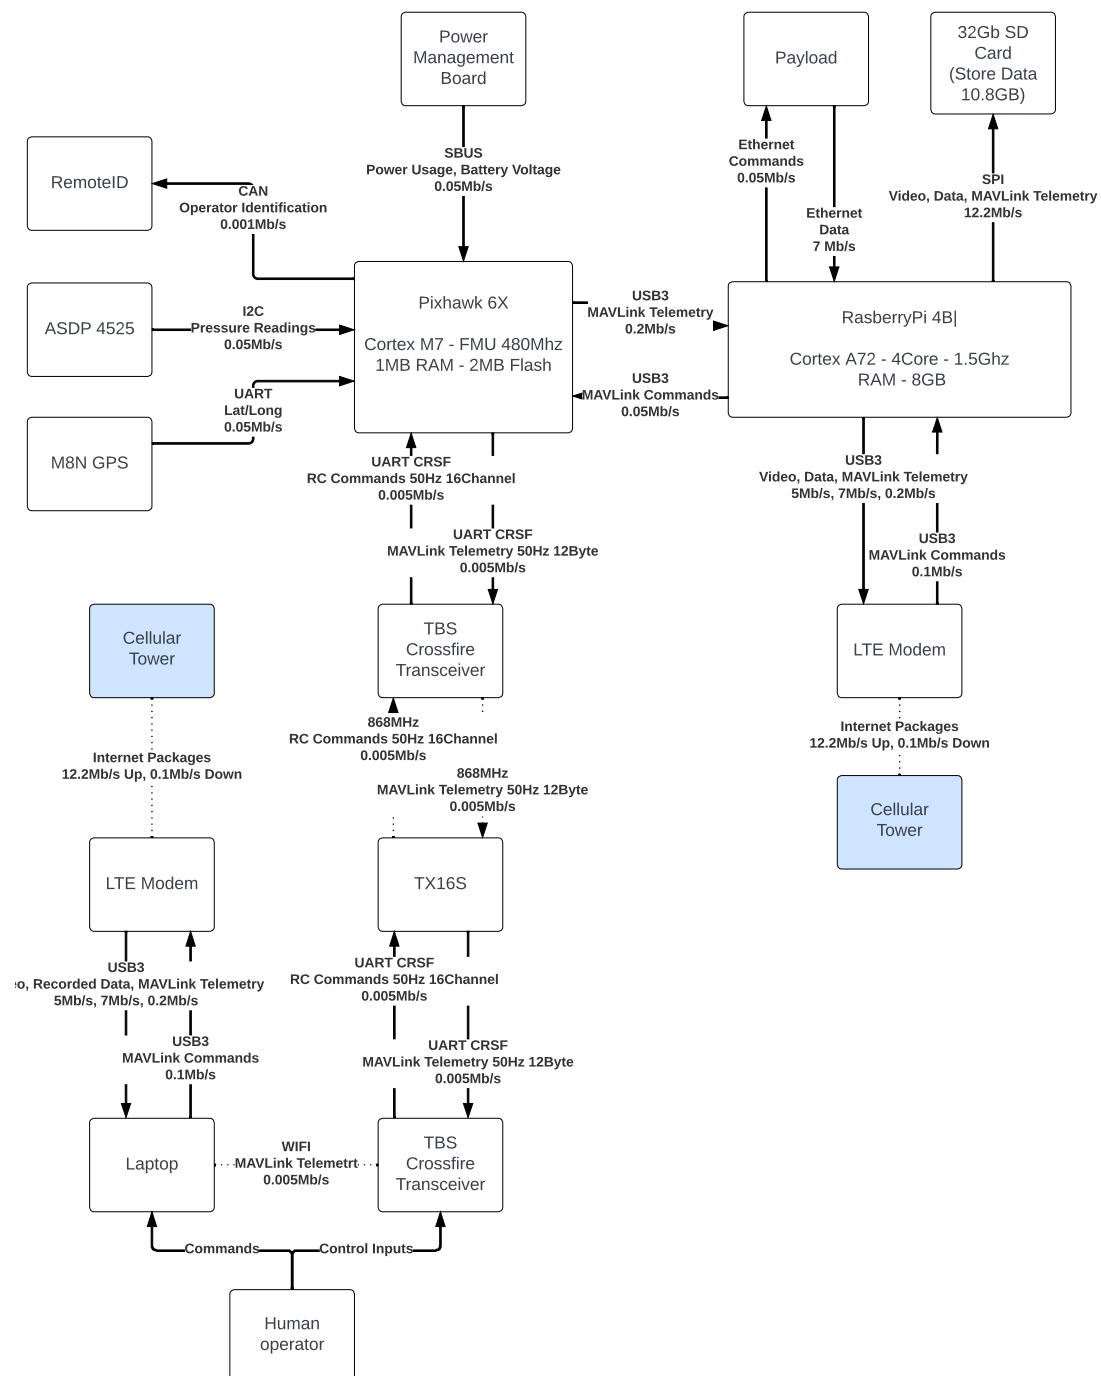 Power
Management
Board
Payload
32Gb SD
Card
(Store Data
10.8GB)
SBUS
Power Usage, Battery Voltage
0.05Mb/s
Ethernet
Commands
0.05Mb/s
Ethernet
Data
7 Mb/s
SPI
Video, Data, MAVLink Telemetry
12.2Mb/s
RemoteID
CAN
Operator Identification
0.001Mb/s
ASDP 4525
I2C
Pressure Readings
0.05Mb/s
Pixhawk 6X
Cortex M7 - FMU 480Mhz
1MB RAM - 2MB Flash
USB3
MAVLink Telemetry
0.2Mb/s
RasberryPi 4B|
Cortex A72 - 4Core - 1.5Ghz
RAM - 8GB
USB3
MAVLink Commands
0.05Mb/s
UART
Lat/Long
0.05Mb/s
M8N GPS
UART CRSF
RC Commands 50Hz 16Channel
0.005Mb/s
UART CRSF
MAVLink Telemetry 50Hz 12Byte
0.005Mb/s
USB3
Video, Data, MAVLink Telemetry
5Mb/s, 7Mb/s, 0.2Mb/s
USB3
MAVLink Commands
0.1Mb/s
Cellular
Tower
TBS
Crossfire
Transceiver
LTE Modem
Internet Packages
12.2Mb/s Up, 0.1Mb/s Down
868MHz
RC Commands 50Hz 16Channel
0.005Mb/s
868MHz
MAVLink Telemetry 50Hz 12Byte
0.005Mb/s
Internet Packages
12.2Mb/s Up, 0.1Mb/s Down
Cellular
Tower
LTE Modem
TX16S
USB3
eo, Recorded Data, MAVLink Telemetry
5Mb/s, 7Mb/s, 0.2Mb/s
USB3
MAVLink Commands
0.1Mb/s
UART CRSF
RC Commands 50Hz 16Channel
0.005Mb/s
UART CRSF
MAVLink Telemetry 50Hz 12Byte
0.005Mb/s
Laptop
WIFI
MAVLink Telemetrt
0.005Mb/s
TBS
Crossfire
Transceiver
Commands
Control Inputs
Human
operator